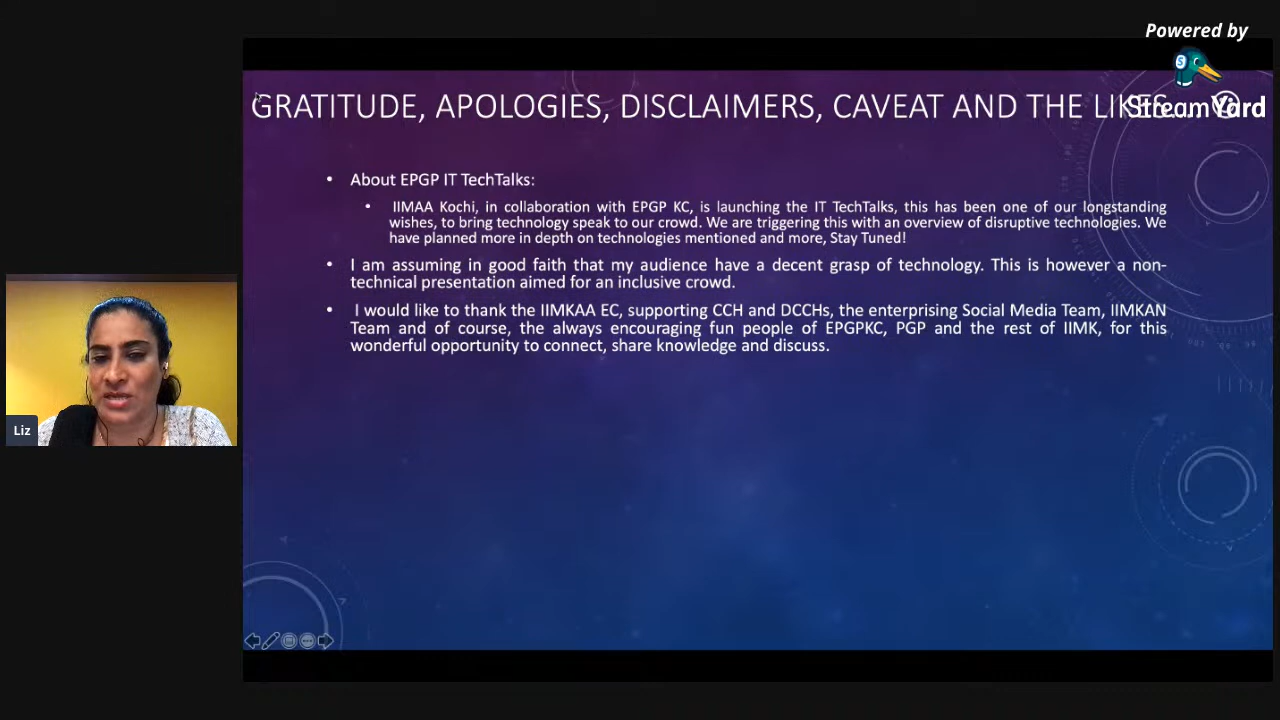 Powered by
StreamYard
GRATITUDE, APOLOGIES, DISCLAIMERS, CAVEAT AND THE LIKES...
• About EPGP IT TechTalks:
• IIMAA Kochi, in collaboration with EPGP KC, is launching the IT TechTalks, this has been one of our longstanding
wishes, to bring technology speak to our crowd. We are triggering this with an overview of disruptive technologies. We
have planned more in depth on technologies mentioned and more, Stay Tuned!
• I am assuming in good faith that my audience have a decent grasp of technology. This is however a non-
technical presentation aimed for an inclusive crowd.
• I would like to thank the IIMKAA EC, supporting CCH and DCCHs, the enterprising Social Media Team, IIMKAN
Team and of course, the always encouraging fun people of EPGPKC, PGP and the rest of IIMK, for this
wonderful opportunity to connect, share knowledge and discuss.
Liz